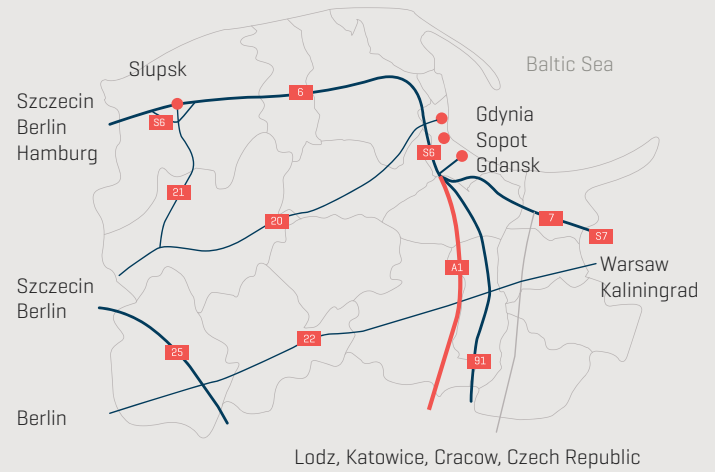 Baltic Sea
Slupsk
Szczecin
Berlin
Hamburg
6
S6
Gdynia
Sopot
Gdansk
S6
21
20
7
S7
A1
Warsaw
Kaliningrad
Szczecin
Berlin
22
25
91
Berlin
Lodz, Katowice, Cracow, Czech Republic